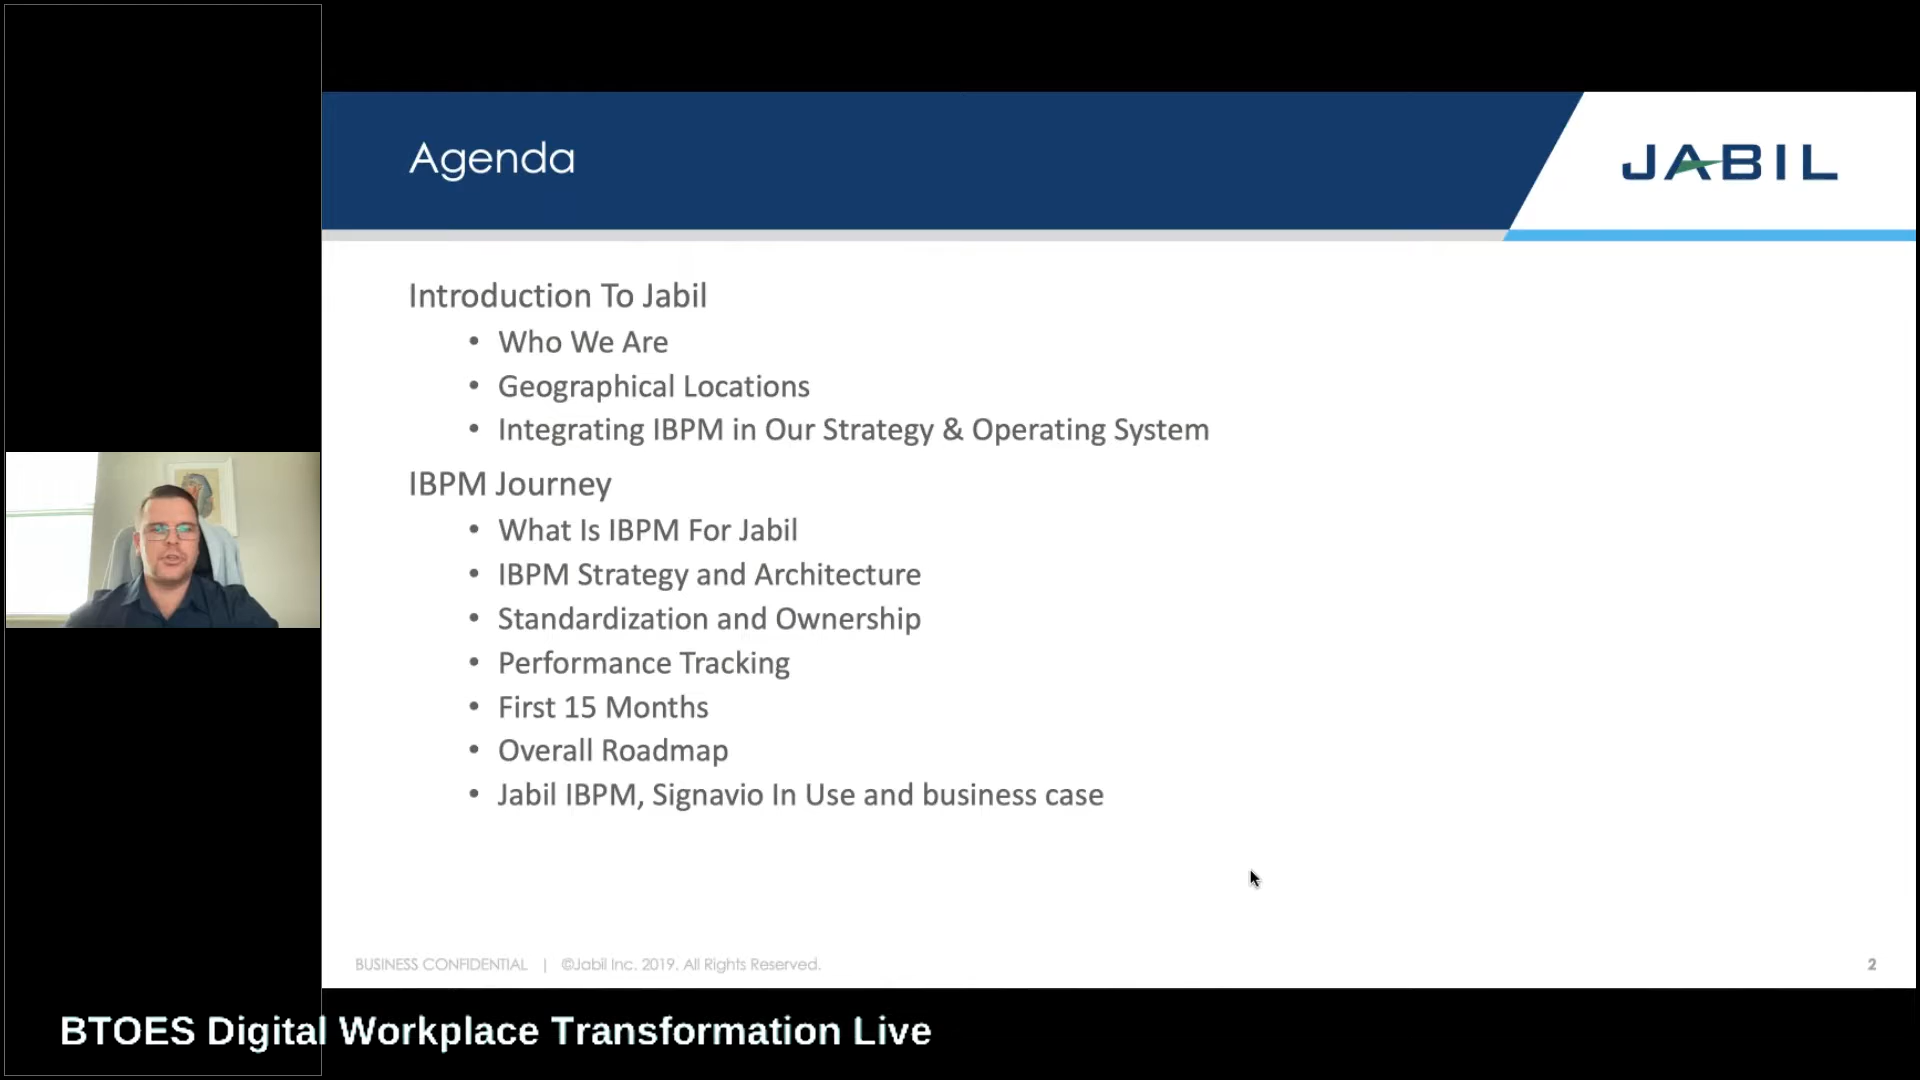 Agenda
JABIL
Introduction To Jabil
• Who We Are
• Geographical Locations
• Integrating IBPM in Our Strategy & Operating System
IBPM Journey
• What Is IBPM For Jabil
• IBPM Strategy and Architecture
• Standardization and Ownership
• Performance Tracking
• First 15 Months
• Overall Roadmap
• Jabil IBPM, Signavio In Use and business case
BUSINESS CONFIDENTIAL | ©Jabil Inc. 2019. All Rights Reserved.
2
BTOES Digital Workplace Transformation Live